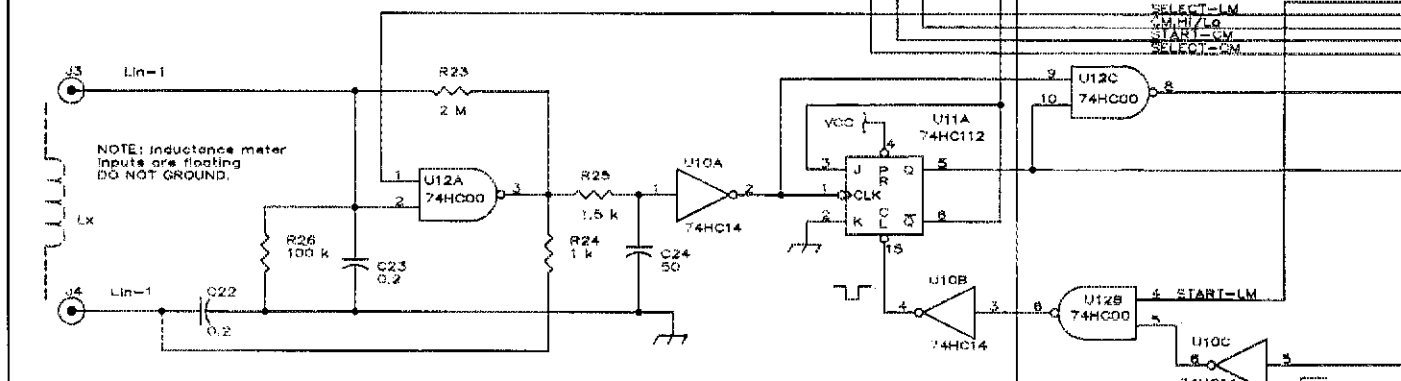 SELECT-LM
CM,Hi/Lo
START-CM
SELECT-CM
J3
Lin-1
R23
2 M
NOTE: Inductance meter
inputs are floating
DO NOT GROUND.
Lx
1
2
U12A
74HC00
3
R25
1.5 k
R24
1 k
R26
100 k
C23
0.2
C24
50
J4
Lin-1
C22
0.2
1
U10A
2
74HC14
VCC
4
U11A
74HC112
3
J
PR
Q
5
1
CLK
2
K
CL
Q
6
15
9
10
U12C
74HC00
8
4
U10B
3
74HC14
6
U12B
74HC00
4
START-LM
5
U10C
6
5
74HC14